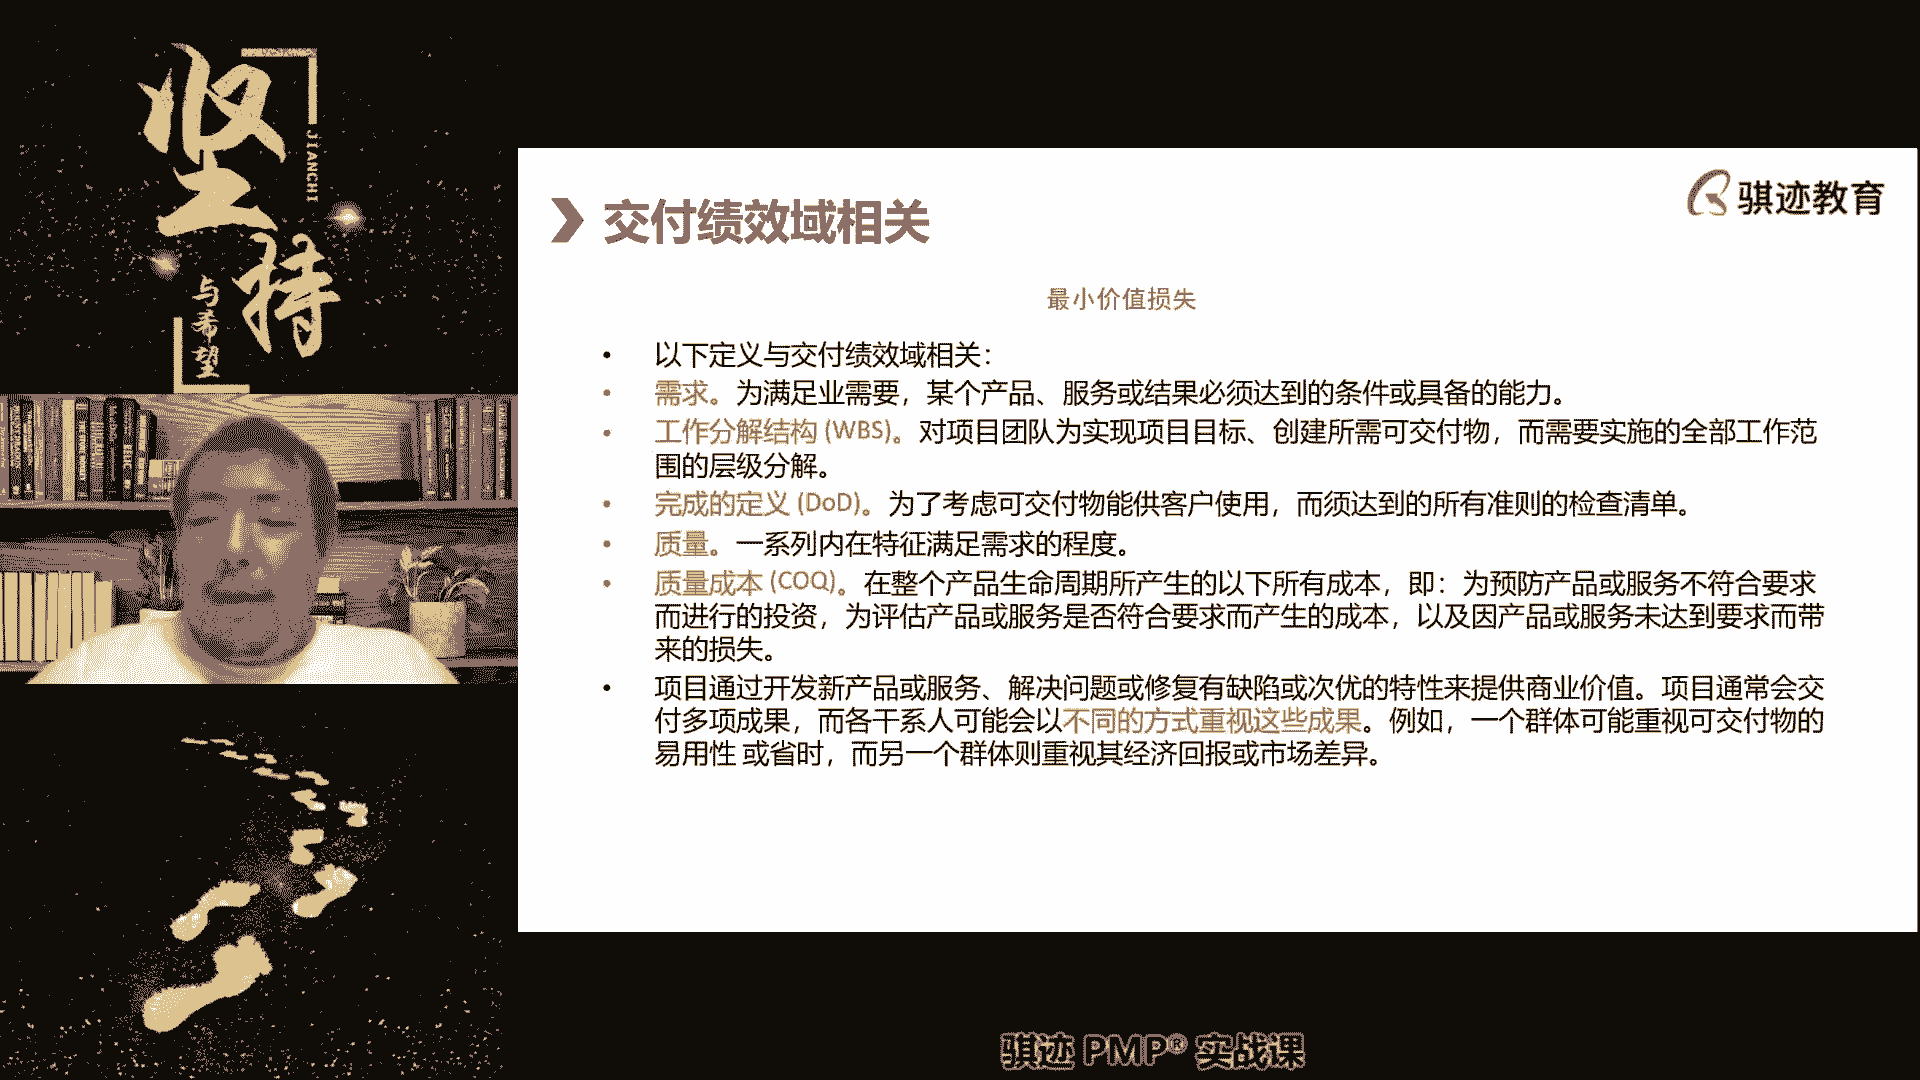 坚持
JIANCHI
与希望
骐迹教育
交付绩效域相关
最小价值损失
• 以下定义与交付绩效域相关：
• 需求。为满足业需要，某个产品、服务或结果必须达到的条件或具备的能力。
• 工作分解结构 (WBS)。对项目团队为实现项目目标、创建所需可交付物，而需要实施的全部工作范
围的层级分解。
• 完成的定义 (DoD)。为了考虑可交付物能供客户使用，而须达到的所有准则的检查清单。
• 质量。一系列内在特征满足需求的程度。
• 质量成本 (COQ)。在整个产品生命周期所产生的以下所有成本，即：为预防产品或服务不符合要求
而进行的投资，为评估产品或服务是否符合要求而产生的成本，以及因产品或服务未达到要求而带
来的损失。
• 项目通过开发新产品或服务、解决问题或修复有缺陷或次优的特性来提供商业价值。项目通常会交
付多项成果，而各干系人可能会以不同的方式重视这些成果。例如，一个群体可能重视可交付物的
易用性 或省时，而另一个群体则重视其经济回报或市场差异。
骐迹 PMP® 实战课